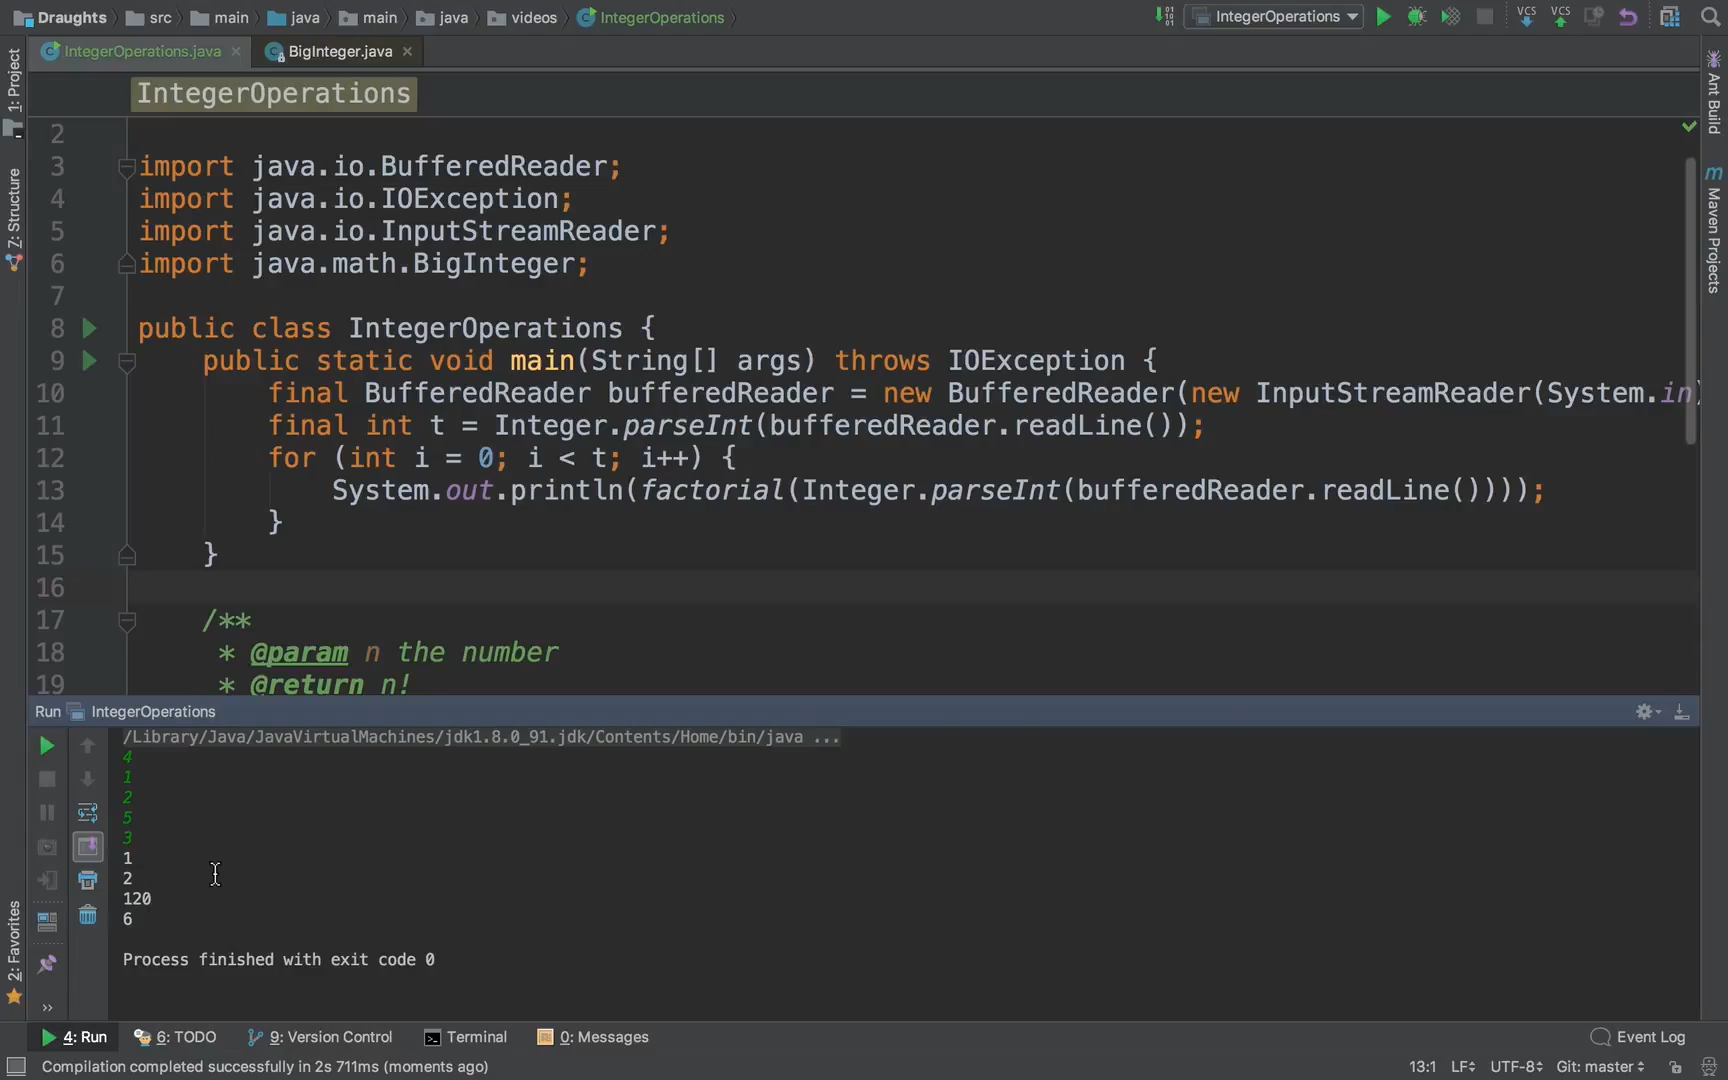 Draughts src main java main java videos IntegerOperations
IntegerOperations VCS VCS
IntegerOperations.java BigInteger.java
IntegerOperations
2
3 import java.io.BufferedReader;
4 import java.io.IOException;
5 import java.io.InputStreamReader;
6 import java.math.BigInteger;
7
8 public class IntegerOperations {
9 public static void main(String[] args) throws IOException {
10 final BufferedReader bufferedReader = new BufferedReader(new InputStreamReader(System.in)
11 final int t = Integer.parseInt(bufferedReader.readLine());
12 for (int i = 0; i < t; i++) {
13 System.out.println(factorial(Integer.parseInt(bufferedReader.readLine())));
14 }
15 }
16
17 /**
18 * @param n the number
19 * @return n!
1: Project
7: Structure
2: Favorites
Ant Build
Maven Projects
Run IntegerOperations
/Library/Java/JavaVirtualMachines/jdk1.8.0_91.jdk/Contents/Home/bin/java ...
4
1
2
5
3
1
2
120
6
Process finished with exit code 0
4: Run 6: TODO 9: Version Control Terminal 0: Messages Event Log
Compilation completed successfully in 2s 711ms (moments ago) 13:1 LF UTF-8 Git: master